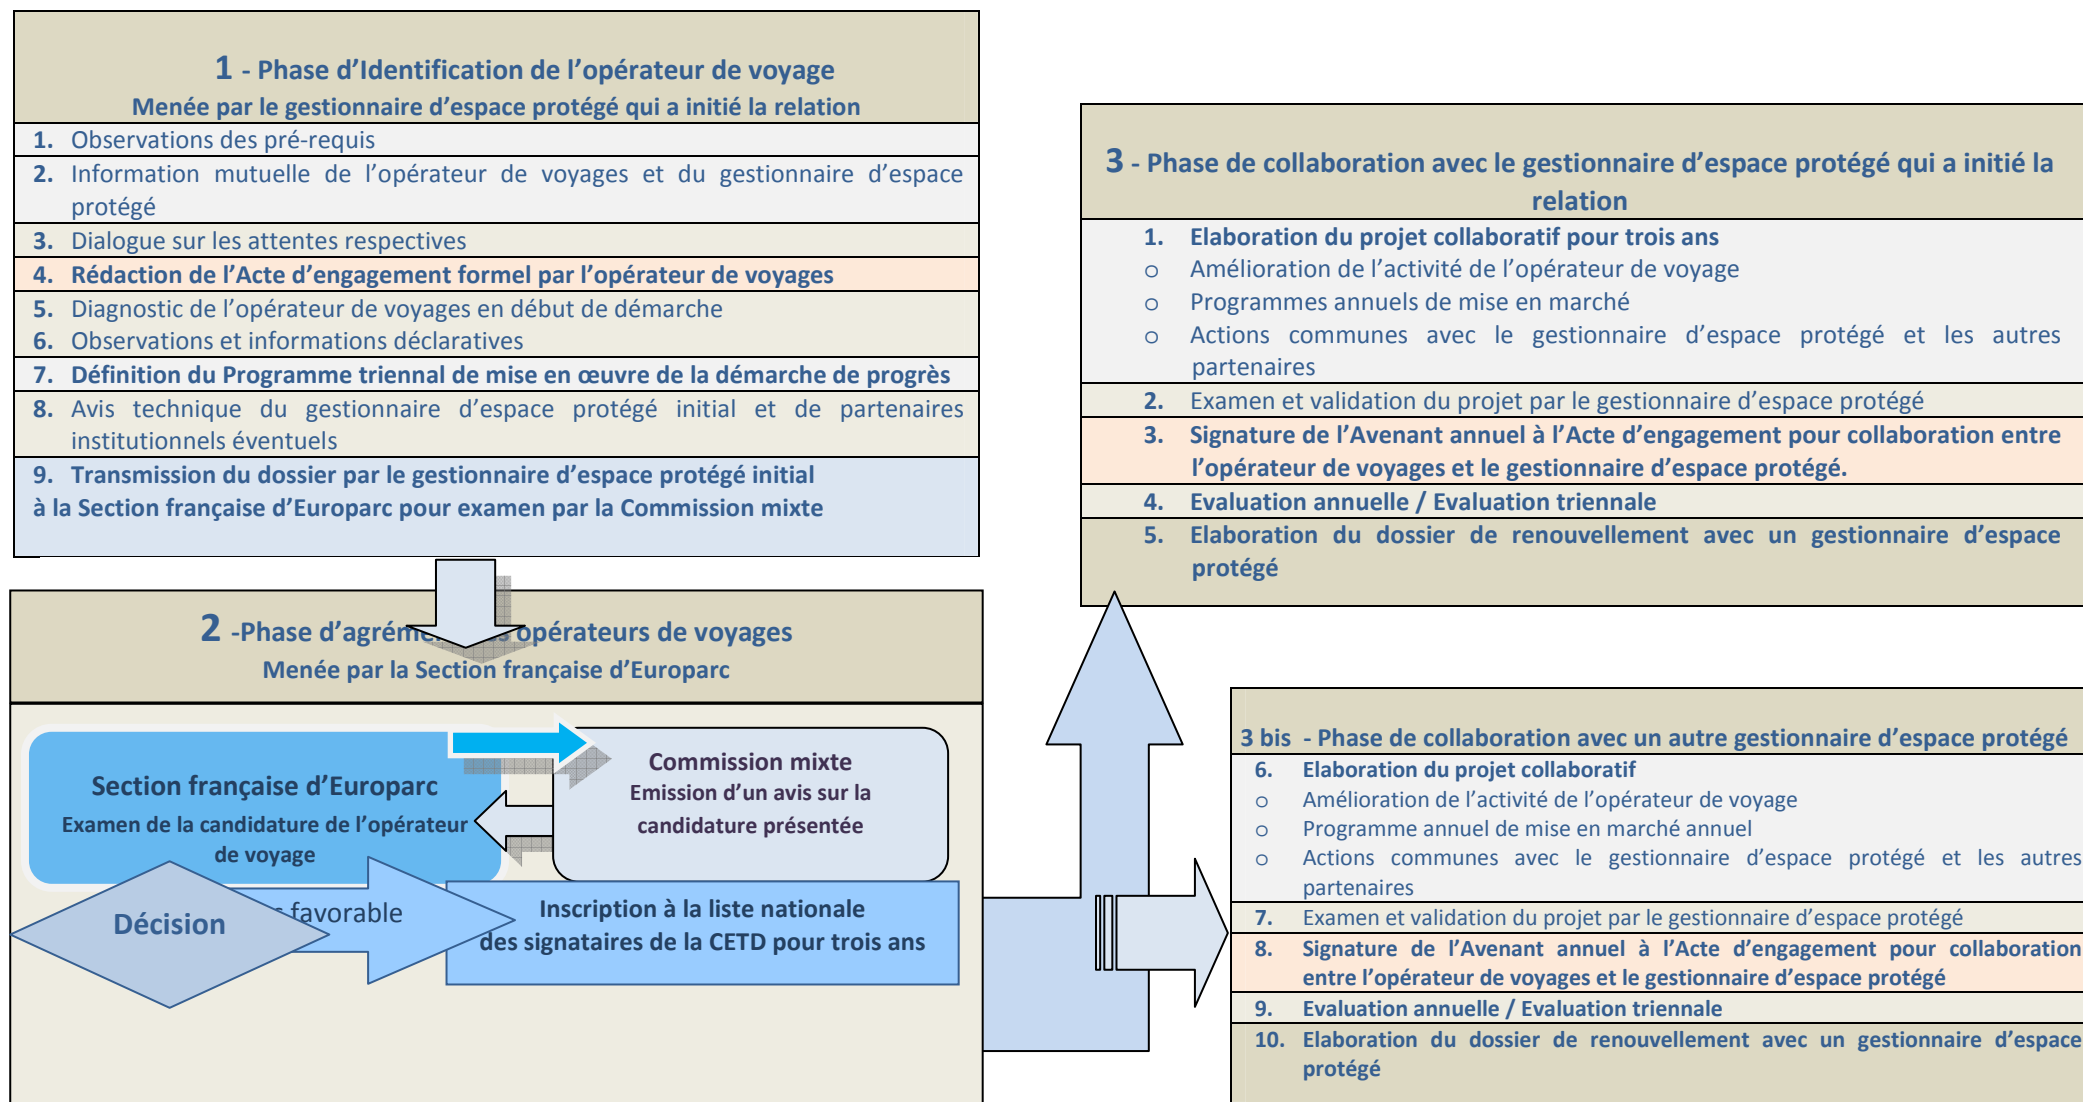 1 - Phase d’Identification de l’opérateur de voyage
Menée par le gestionnaire d’espace protégé qui a initié la relation
1. Observations des pré-requis
2. Information mutuelle de l’opérateur de voyages et du gestionnaire d’espace
protégé
3. Dialogue sur les attentes respectives
4. Rédaction de l’Acte d’engagement formel par l’opérateur de voyages
5. Diagnostic de l’opérateur de voyages en début de démarche
6. Observations et informations déclaratives
7. Définition du Programme triennal de mise en œuvre de la démarche de progrès
8. Avis technique du gestionnaire d’espace protégé initial et de partenaires
institutionnels éventuels
9. Transmission du dossier par le gestionnaire d’espace protégé initial
à la Section française d’Europarc pour examen par la Commission mixte
2 -Phase opérateurs de voyages
Menée par la Section française d’Europarc
Section française d’Europarc
Examen de la candidature de l’opérateur
de voyage
Commission mixte
Emission d’un avis sur la
candidature présentée
Décision
favorable
Inscription à la liste nationale
des signataires de la CETD pour trois ans
3 - Phase de collaboration avec le gestionnaire d’espace protégé qui a initié la
relation
1. Elaboration du projet collaboratif pour trois ans
o Amélioration de l’activité de l’opérateur de voyage
o Programmes annuels de mise en marché
o Actions communes avec le gestionnaire d’espace protégé et les autres
partenaires
2. Examen et validation du projet par le gestionnaire d’espace protégé
3. Signature de l’Avenant annuel à l’Acte d’engagement pour collaboration entre
l’opérateur de voyages et le gestionnaire d’espace protégé.
4. Evaluation annuelle / Evaluation triennale
5. Elaboration du dossier de renouvellement avec un gestionnaire d’espace
protégé
3 bis - Phase de collaboration avec un autre gestionnaire d’espace protégé
6. Elaboration du projet collaboratif
o Amélioration de l’activité de l’opérateur de voyage
o Programme annuel de mise en marché annuel
o Actions communes avec le gestionnaire d’espace protégé et les autres
partenaires
7. Examen et validation du projet par le gestionnaire d’espace protégé
8. Signature de l’Avenant annuel à l’Acte d’engagement pour collaboration
entre l’opérateur de voyages et le gestionnaire d’espace protégé
9. Evaluation annuelle / Evaluation triennale
10. Elaboration du dossier de renouvellement avec un gestionnaire d’espace
protégé